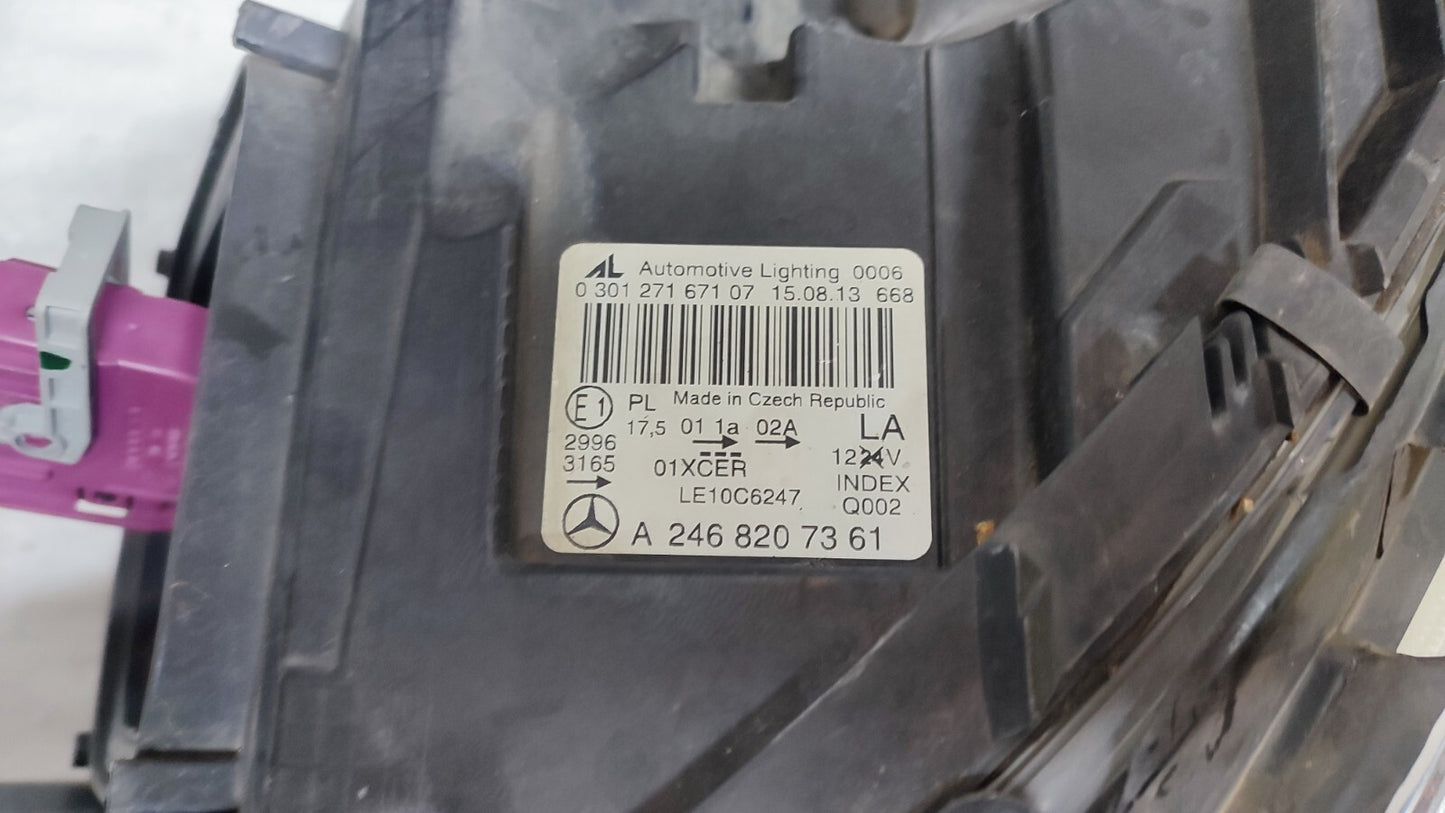 AL Automotive Lighting 0006
0 301 271 671 07 15.08.13 668
E1 PL Made in Czech Republic
17,5 01 1a 02A LA
2996
3165 01XCER 1224V
LE10C6247 INDEX
Q002
A 246 820 73 61